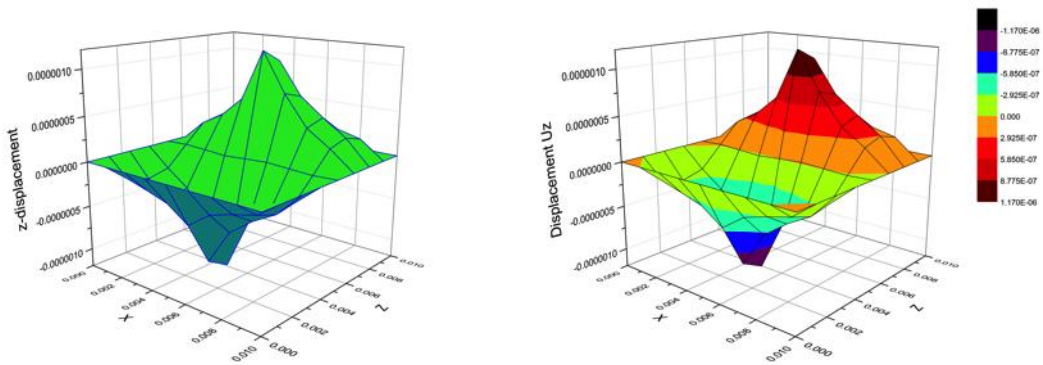 z-displacement
0.0000010
0.0000005
0.0000000
-0.0000005
-0.0000010
0.000
0.002
0.004
0.006
0.008
0.010
X
0.000
0.002
0.004
0.006
0.008
0.010
Z
Displacement Uz
0.0000010
0.0000005
0.0000000
-0.0000005
-0.0000010
0.000
0.002
0.004
0.006
0.008
0.010
X
0.000
0.002
0.004
0.006
0.008
0.010
Z
-1.170E-06
-8.775E-07
-5.850E-07
-2.925E-07
0.000
2.925E-07
5.850E-07
8.775E-07
1.170E-06